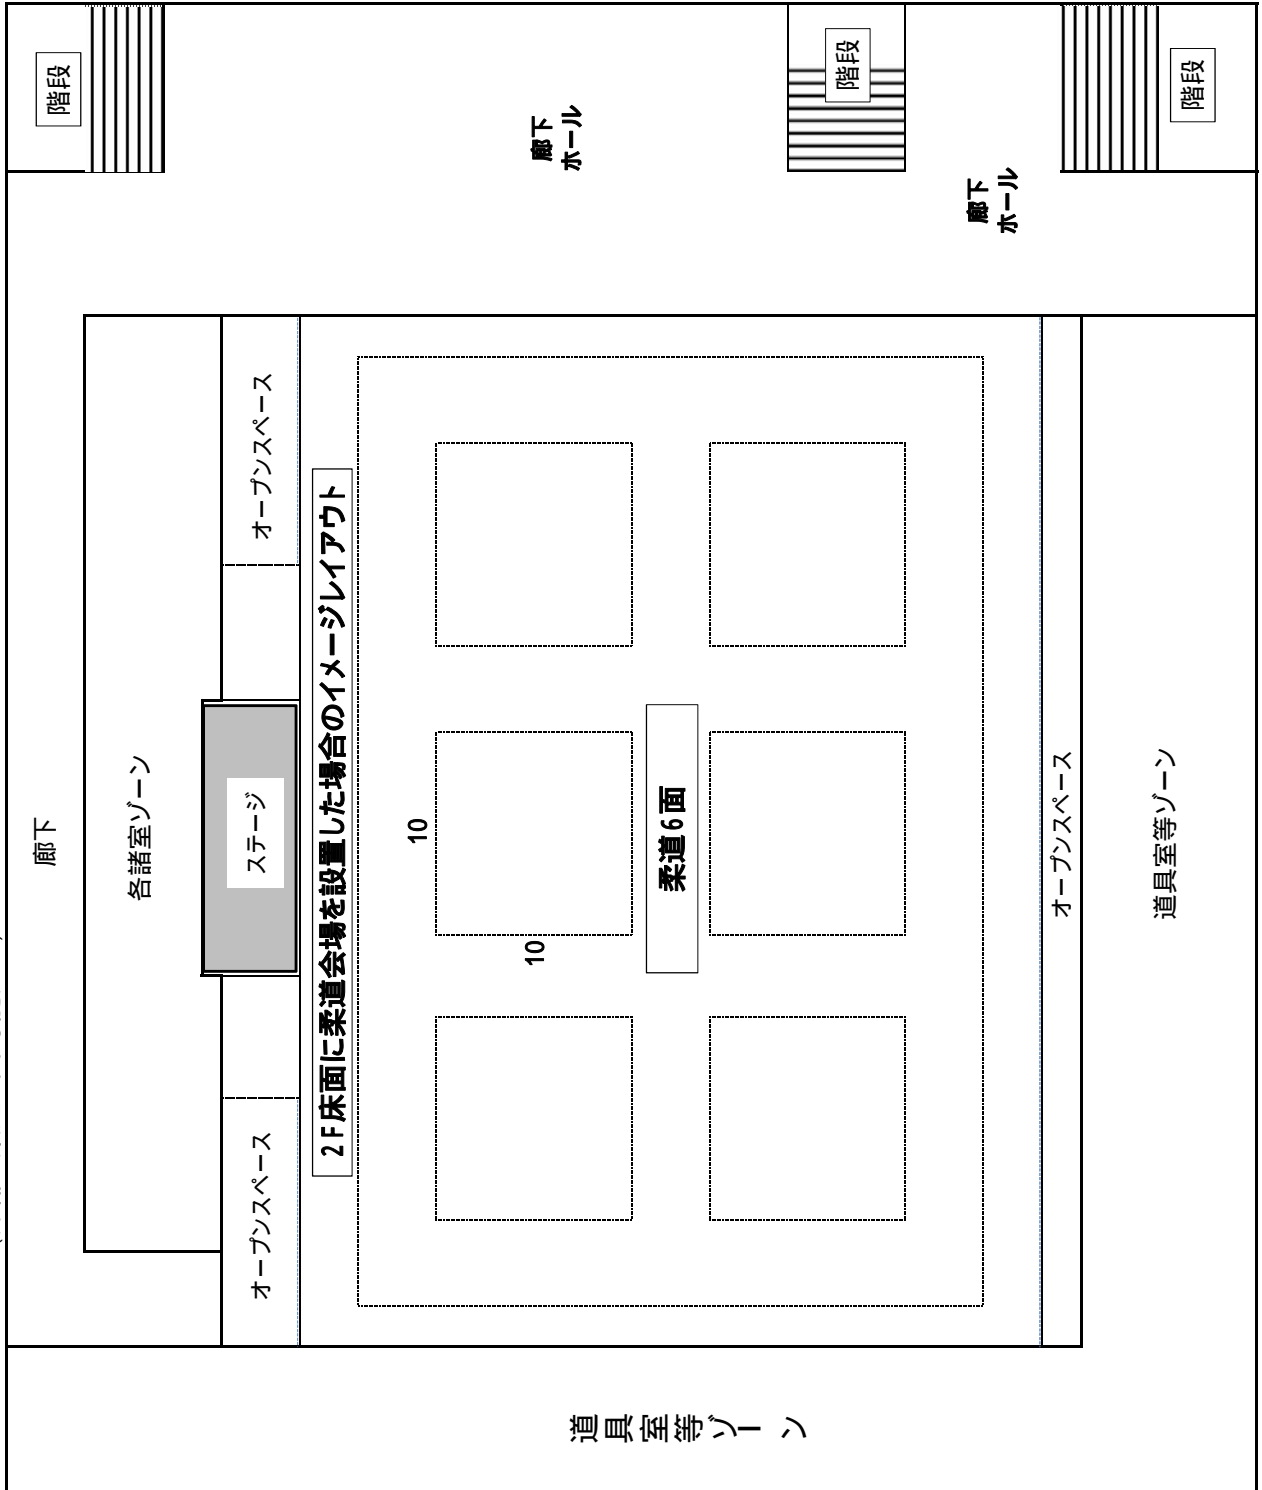 廊下
各諸室ゾーン
オープンスペース
ステージ
オープンスペース
2F床面に柔道会場を設置した場合のイメージレイアウト
10
10
柔道6面
オープンスペース
道具室等ゾーン
道具室等ゾーン
階段
廊下
ホール
階段
廊下
ホール
階段